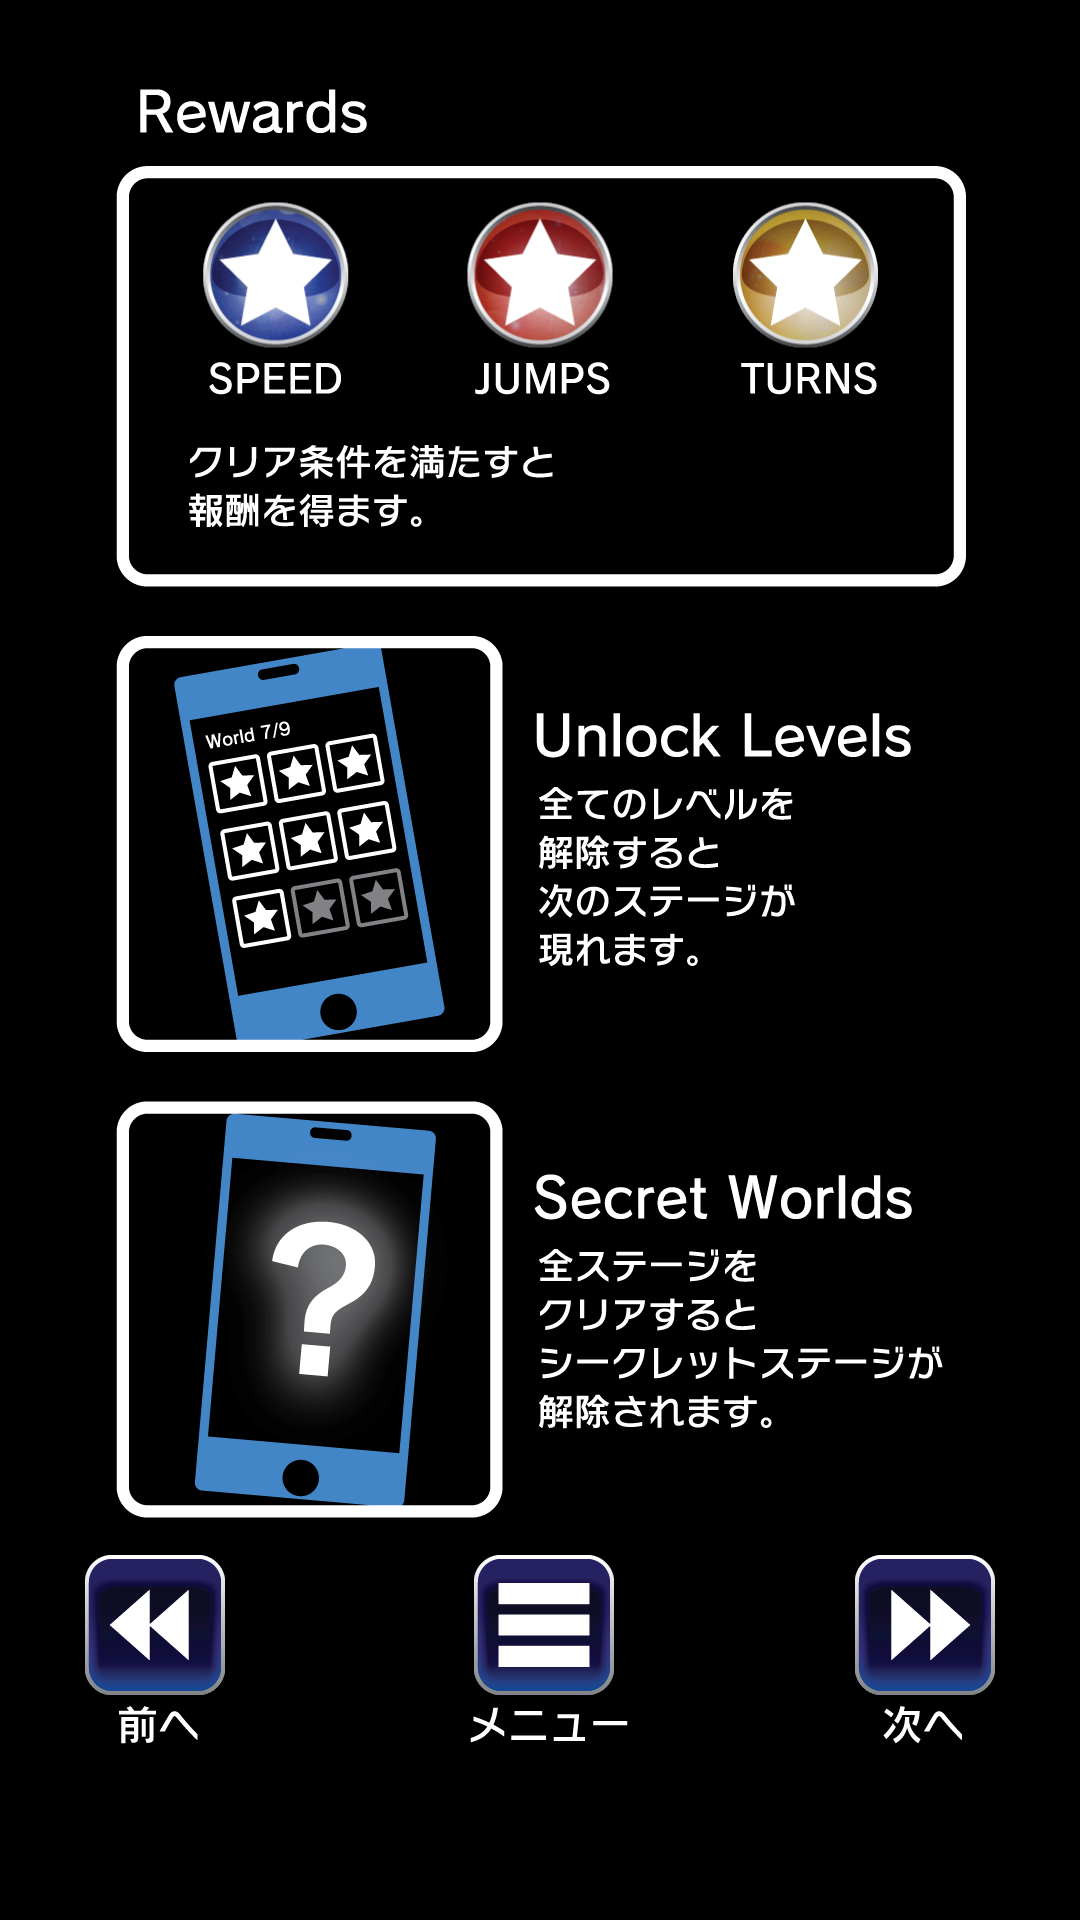 Rewards
SPEED JUMPS TURNS
クリア条件を満たすと
報酬を得ます。
World 7/9
Unlock Levels
全てのレベルを
解除すると
次のステージが
現れます。
?
Secret Worlds
全ステージを
クリアすると
シークレットステージが
解除されます。
前へ メニュー 次へ